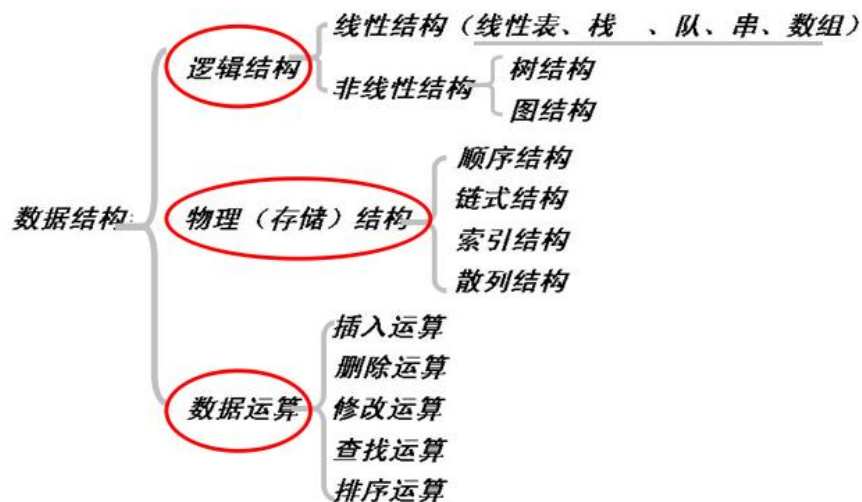 线性结构（线性表、栈 、队、串、数组）
逻辑结构
非线性结构
树结构
图结构
顺序结构
链式结构
数据结构:
物理（存储）结构
索引结构
散列结构
插入运算
删除运算
数据运算
修改运算
查找运算
排序运算